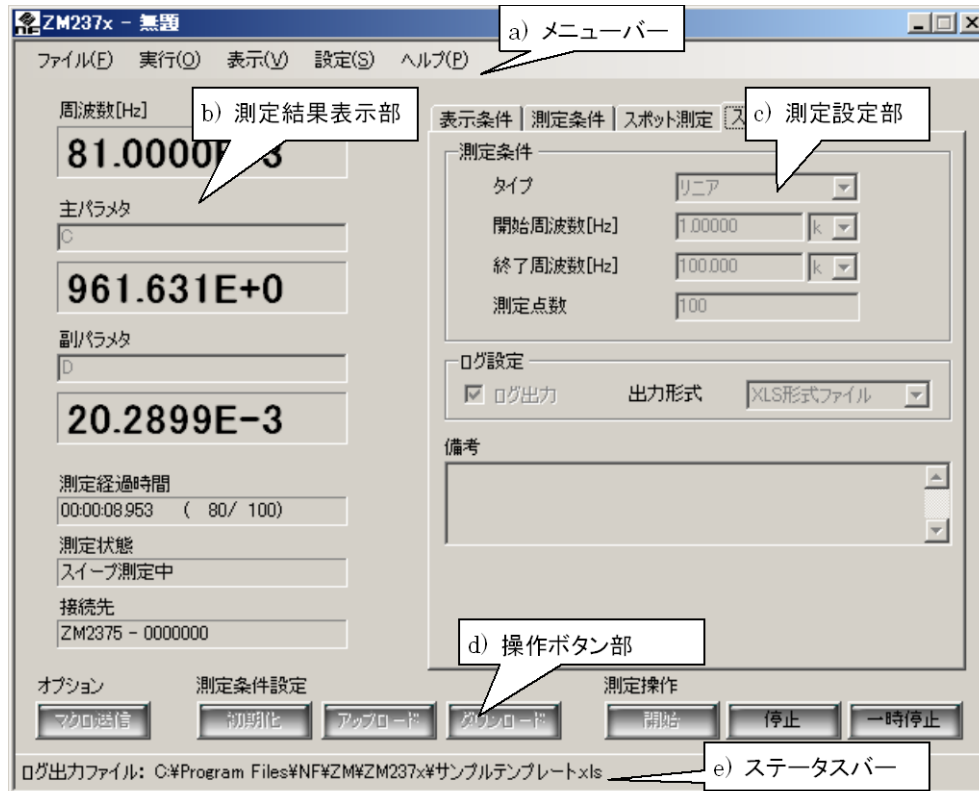 ZM237x - 無題
a) メニューバー
ファイル(F) 実行(O) 表示(V) 設定(S) ヘルプ(P)
周波数[Hz]
b) 測定結果表示部
81.0000 3
主パラメタ
C
961.631E+0
副パラメタ
D
20.2899E-3
測定経過時間
00:00:08.953 ( 80/ 100)
測定状態
スイープ測定中
接続先
ZM2375 - 0000000
表示条件 測定条件 スポット測定 ス
c) 測定設定部
測定条件
タイプ リニア
開始周波数[Hz] 1.00000 k
終了周波数[Hz] 100.000 k
測定点数 100
ログ設定
ログ出力 出力形式 XLS形式ファイル
備考
d) 操作ボタン部
オプション 測定条件設定 測定操作
マクロ送信 初期化 アップロード ダウンロード 開始 停止 一時停止
ログ出力ファイル: C:¥Program Files¥NF¥ZM¥ZM237x¥サンプルテンプレート.xls
e) ステータスバー